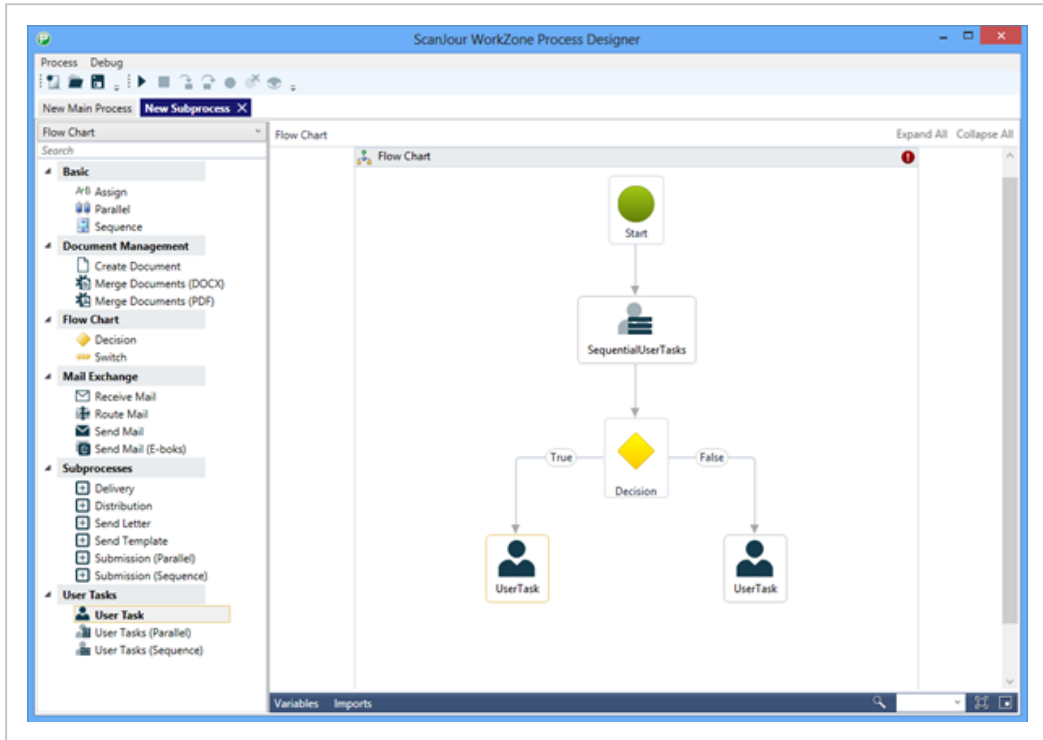 ScanJour WorkZone Process Designer
Process Debug
New Main Process New Subprocess X
Flow Chart
Search
Basic
A+B Assign
Parallel
Sequence
Document Management
Create Document
Merge Documents (DOCX)
Merge Documents (PDF)
Flow Chart
Decision
Switch
Mail Exchange
Receive Mail
Route Mail
Send Mail
Send Mail (E-boks)
Subprocesses
Delivery
Distribution
Send Letter
Send Template
Submission (Parallel)
Submission (Sequence)
User Tasks
User Task
User Tasks (Parallel)
User Tasks (Sequence)
Flow Chart Expand All Collapse All
Flow Chart
Start
SequentialUserTasks
True False
Decision
UserTask UserTask
Variables Imports